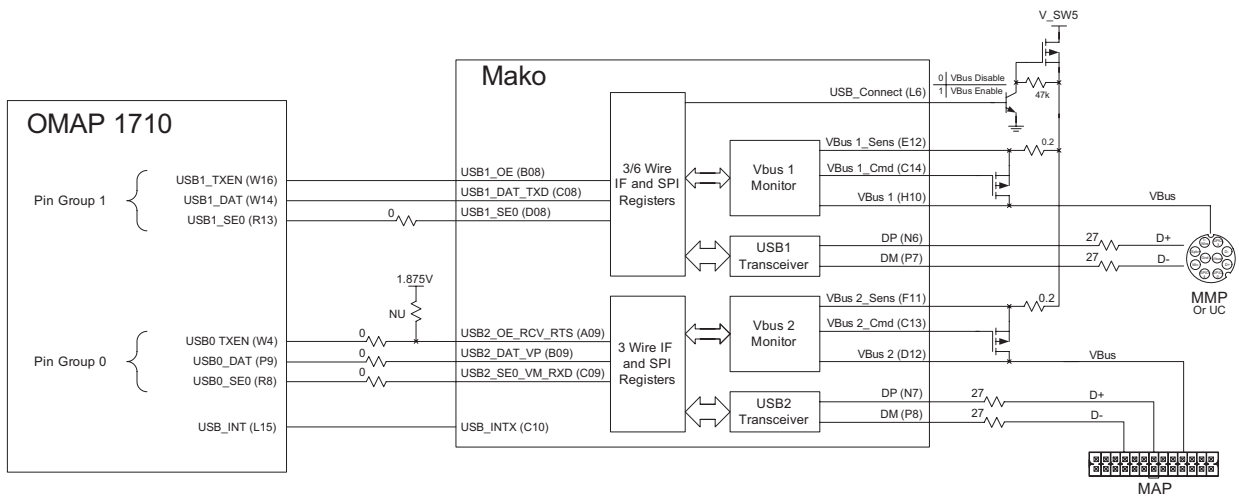 V_SW5
Mako
0 VBus Disable
1 VBus Enable
47k
USB_Connect (L6)
OMAP 1710
VBus 1_Sens (E12)
0.2
3/6 Wire
IF and SPI
Registers
Vbus 1
Monitor
VBus 1_Cmd (C14)
VBus 1 (H10)
VBus
Pin Group 1
USB1_TXEN (W16)
USB1_OE (B08)
USB1_DAT (W14)
USB1_DAT_TXD (C08)
USB1_SE0 (R13)
0
USB1_SE0 (D08)
USB1
Transceiver
DP (N6)
27
D+
DM (P7)
27
D-
MMP
Or UC
1.875V
NU
VBus 2_Sens (F11)
0.2
Pin Group 0
USB0 TXEN (W4)
0
USB2_OE_RCV_RTS (A09)
USB0_DAT (P9)
0
USB2_DAT_VP (B09)
USB0_SE0 (R8)
0
USB2_SE0_VM_RXD (C09)
3 Wire IF
and SPI
Registers
Vbus 2
Monitor
VBus 2_Cmd (C13)
VBus 2 (D12)
VBus
USB2
Transceiver
DP (N7)
27
D+
DM (P8)
27
D-
USB_INT (L15)
USB_INTX (C10)
MAP